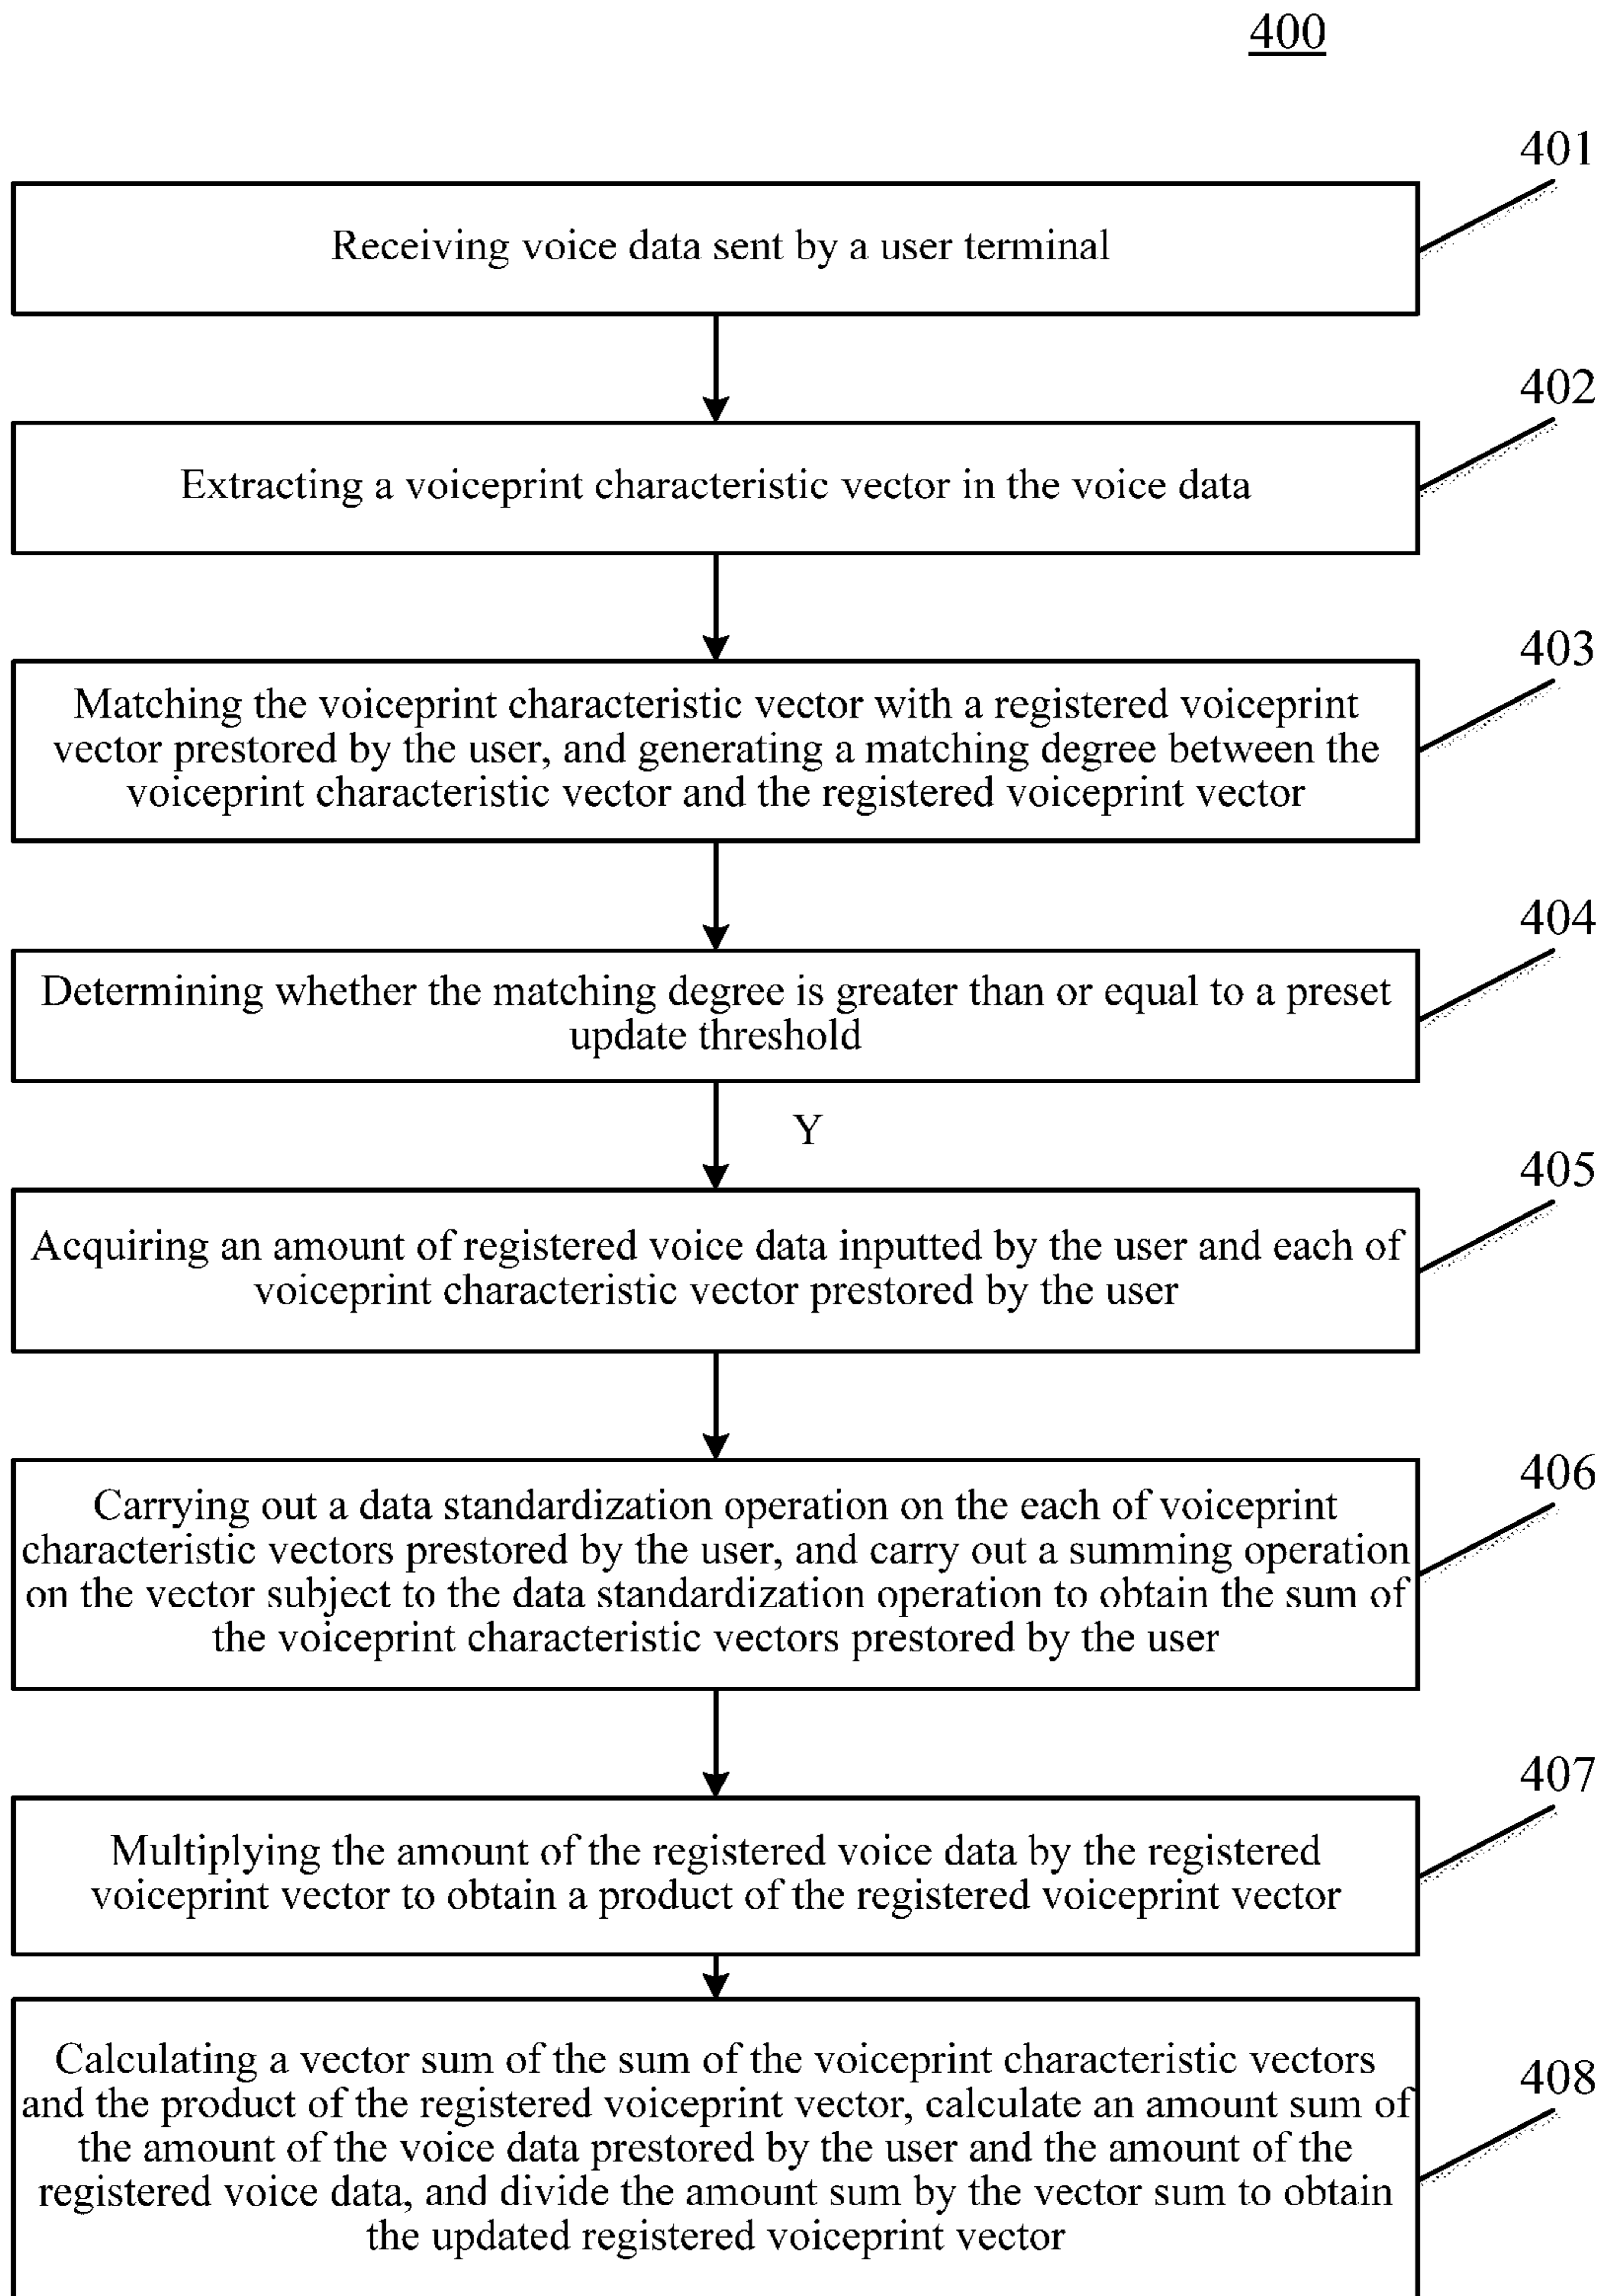 400
401
Receiving voice data sent by a user terminal
402
Extracting a voiceprint characteristic vector in the voice data
403
Matching the voiceprint characteristic vector with a registered voiceprint
vector prestored by the user, and generating a matching degree between the
voiceprint characteristic vector and the registered voiceprint vector
404
Determining whether the matching degree is greater than or equal to a preset
update threshold
Y
405
Acquiring an amount of registered voice data inputted by the user and each of
voiceprint characteristic vector prestored by the user
406
Carrying out a data standardization operation on the each of voiceprint
characteristic vectors prestored by the user, and carry out a summing operation
on the vector subject to the data standardization operation to obtain the sum of
the voiceprint characteristic vectors prestored by the user
407
Multiplying the amount of the registered voice data by the registered
voiceprint vector to obtain a product of the registered voiceprint vector
408
Calculating a vector sum of the sum of the voiceprint characteristic vectors
and the product of the registered voiceprint vector, calculate an amount sum of
the amount of the voice data prestored by the user and the amount of the
registered voice data, and divide the amount sum by the vector sum to obtain
the updated registered voiceprint vector